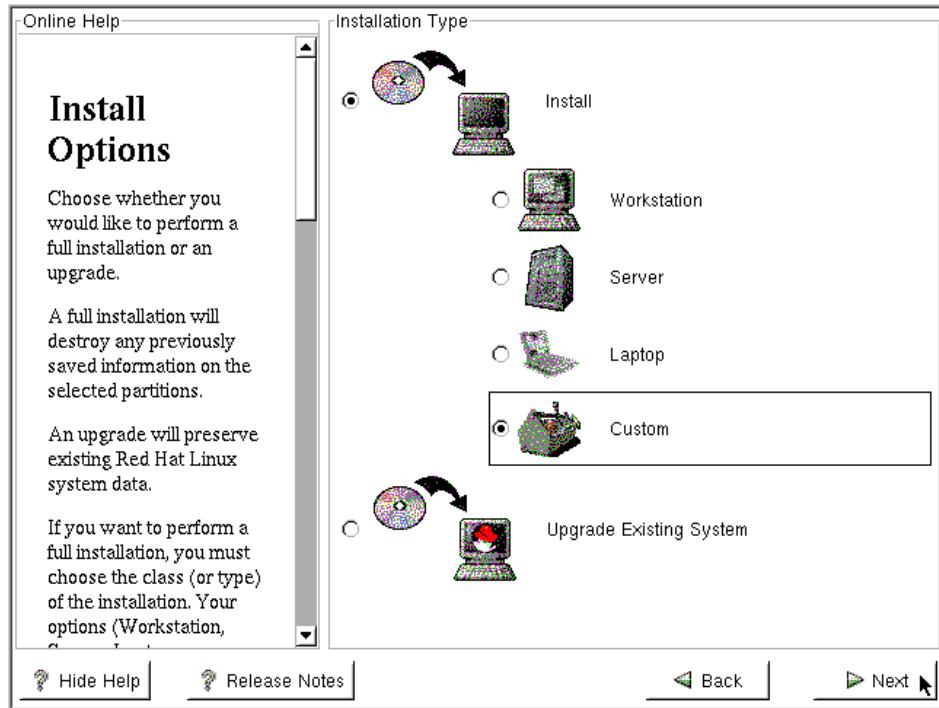 Online Help
Install
Options
Choose whether you
would like to perform a
full installation or an
upgrade.
A full installation will
destroy any previously
saved information on the
selected partitions.
An upgrade will preserve
existing Red Hat Linux
system data.
If you want to perform a
full installation, you must
choose the class (or type)
of the installation. Your
options (Workstation,
Installation Type
Install
Workstation
Server
Laptop
Custom
Upgrade Existing System
Hide Help
Release Notes
Back
Next